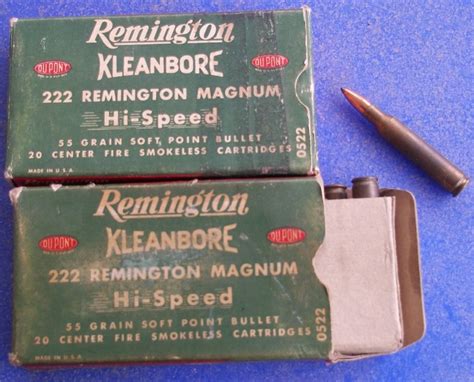 Remington
DU PONT
KLEANBORE
DU PONT
222 REMINGTON MAGNUM
Hi-Speed
55 GRAIN SOFT POINT BULLET
20 CENTER FIRE SMOKELESS CARTRIDGES
MADE IN U.S.A.
0522
Remington
DU PONT
KLEANBORE
DU PONT
222 REMINGTON MAGNUM
Hi-Speed
55 GRAIN SOFT POINT BULLET
20 CENTER FIRE SMOKELESS CARTRIDGES
MADE IN U.S.A.
0522